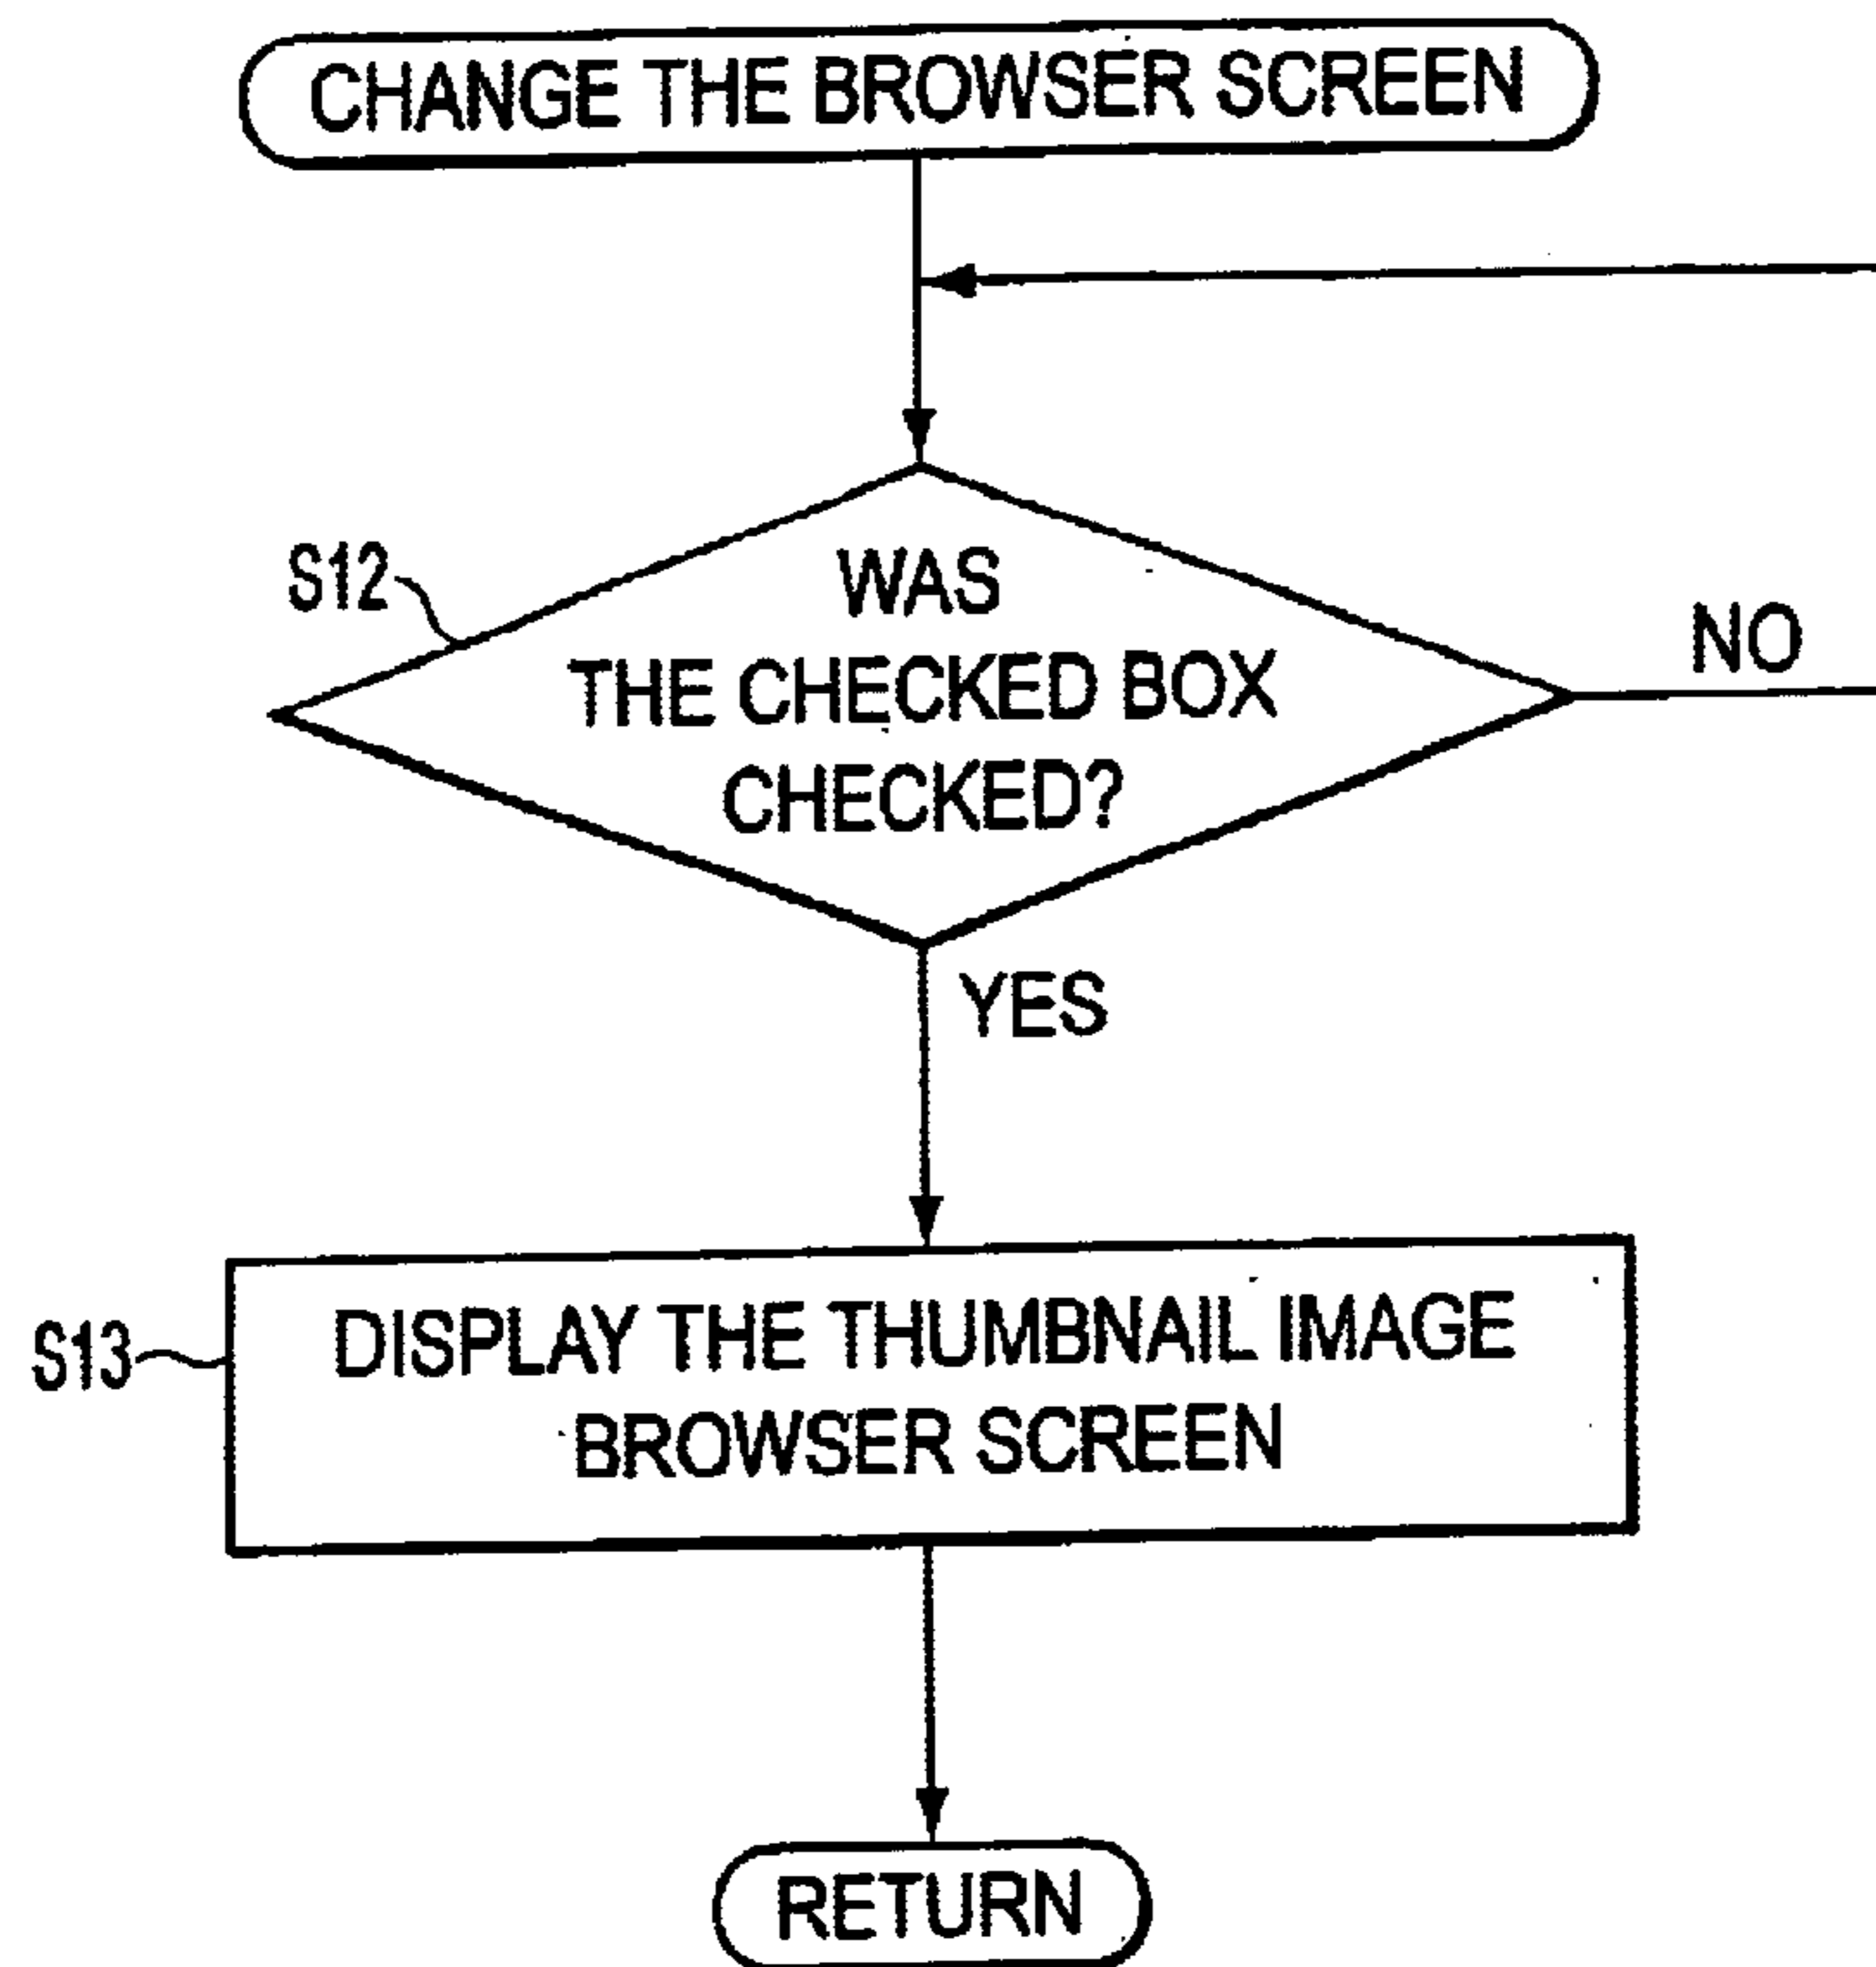 CHANGE THE BROWSER SCREEN
S12
WAS
THE CHECKED BOX
CHECKED?
NO
YES
S13
DISPLAY THE THUMBNAIL IMAGE
BROWSER SCREEN
RETURN